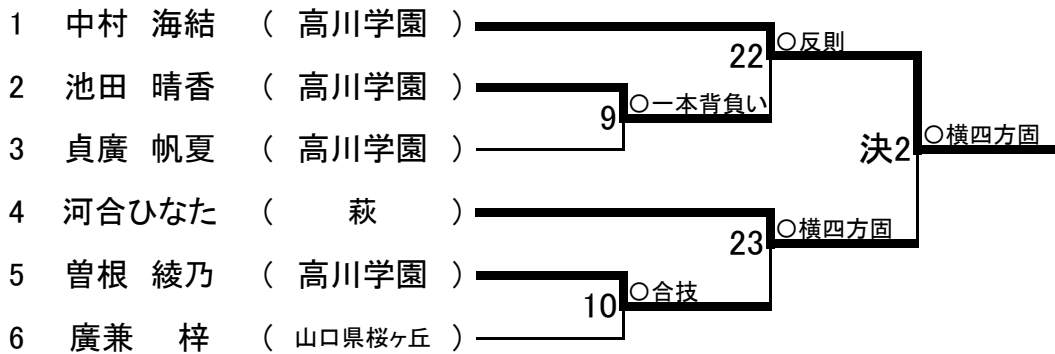 1 中村 海結 ( 高川学園 )
22 ○反則
2 池田 晴香 ( 高川学園 )
9 ○一本背負い
3 貞廣 帆夏 ( 高川学園 )
決2 ○横四方固
4 河合ひなた ( 萩 )
23 ○横四方固
5 曽根 綾乃 ( 高川学園 )
10 ○合技
6 廣兼 梓 ( 山口県桜ヶ丘 )